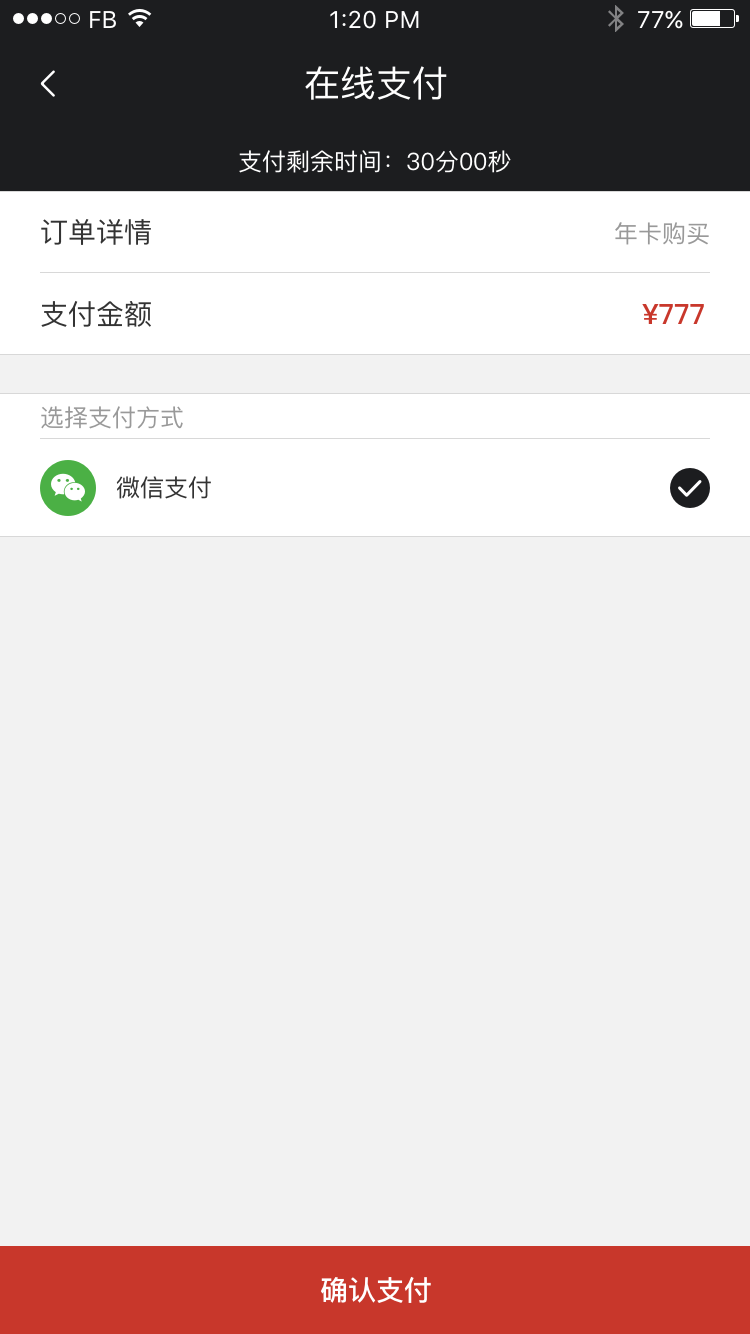 FB 1:20 PM 77%
在线支付
支付剩余时间：30分00秒
订单详情 年卡购买
支付金额 ¥777
选择支付方式
微信支付
确认支付